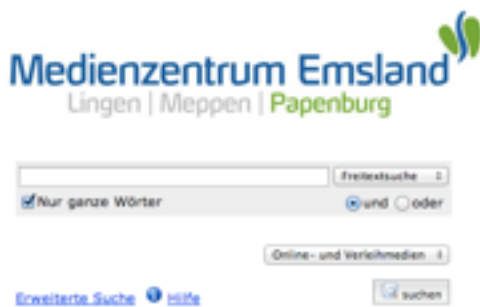 Medienzentrum Emsland
Lingen | Meppen | Papenburg
Freitextsuche
Nur ganze Wörter
und oder
Online- und Verleihmedien
Erweiterte Suche Hilfe
suchen